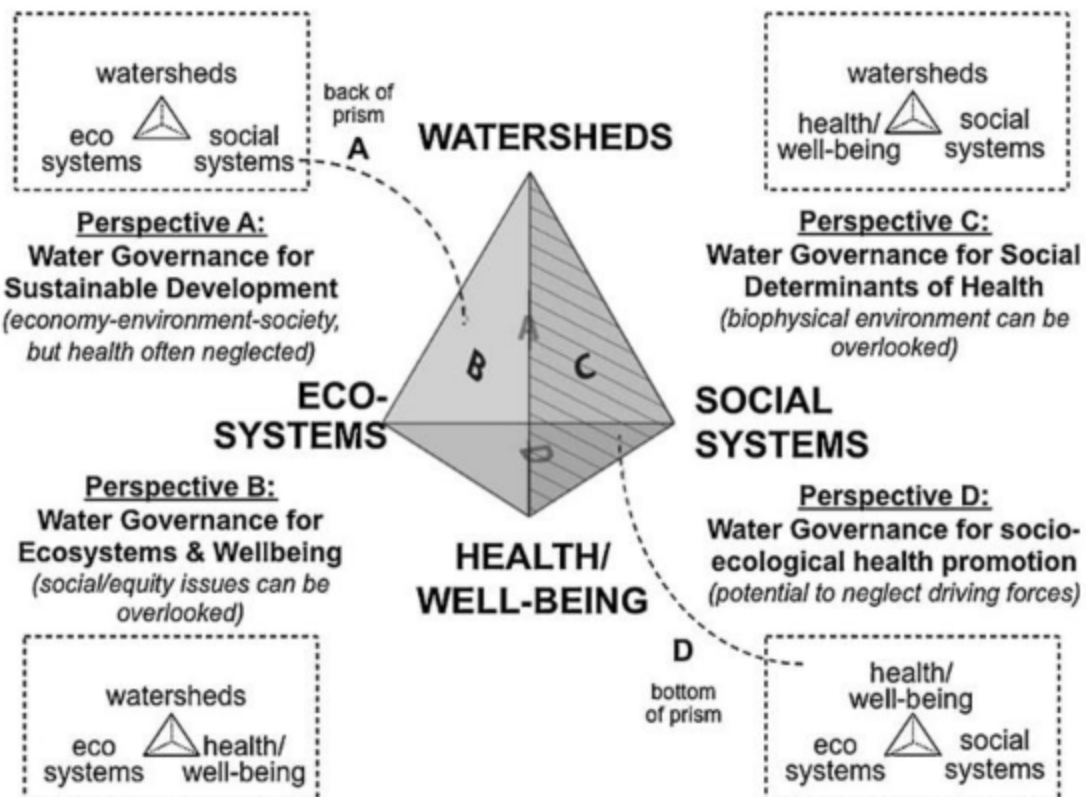 watersheds
eco
systems
social
systems
back of
prism
A
WATERSHEDS
watersheds
health/
well-being
social
systems
Perspective A:
Water Governance for
Sustainable Development
(economy-environment-society,
but health often neglected)
Perspective C:
Water Governance for Social
Determinants of Health
(biophysical environment can be
overlooked)
A
B
C
D
ECO-
SYSTEMS
SOCIAL
SYSTEMS
Perspective B:
Water Governance for
Ecosystems & Wellbeing
(social/equity issues can be
overlooked)
HEALTH/
WELL-BEING
Perspective D:
Water Governance for socio-
ecological health promotion
(potential to neglect driving forces)
D
bottom
of prism
watersheds
eco
systems
health/
well-being
health/
well-being
eco
systems
social
systems